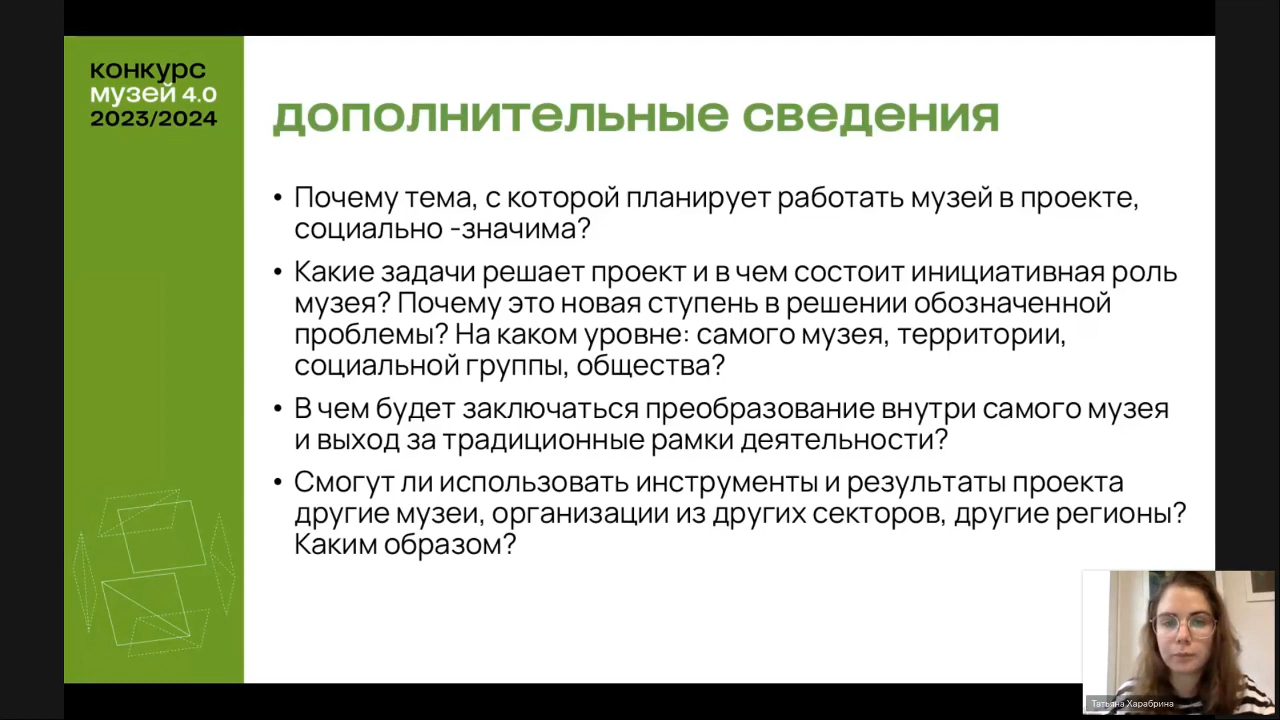 конкурс
музей 4.0
2023/2024
дополнительные сведения
• Почему тема, с которой планирует работать музей в проекте,
социально -значима?
• Какие задачи решает проект и в чем состоит инициативная роль
музея? Почему это новая ступень в решении обозначенной
проблемы? На каком уровне: самого музея, территории,
социальной группы, общества?
• В чем будет заключаться преобразование внутри самого музея
и выход за традиционные рамки деятельности?
• Смогут ли использовать инструменты и результаты проекта
другие музеи, организации из других секторов, другие регионы?
Каким образом?
Татьяна Харабрина